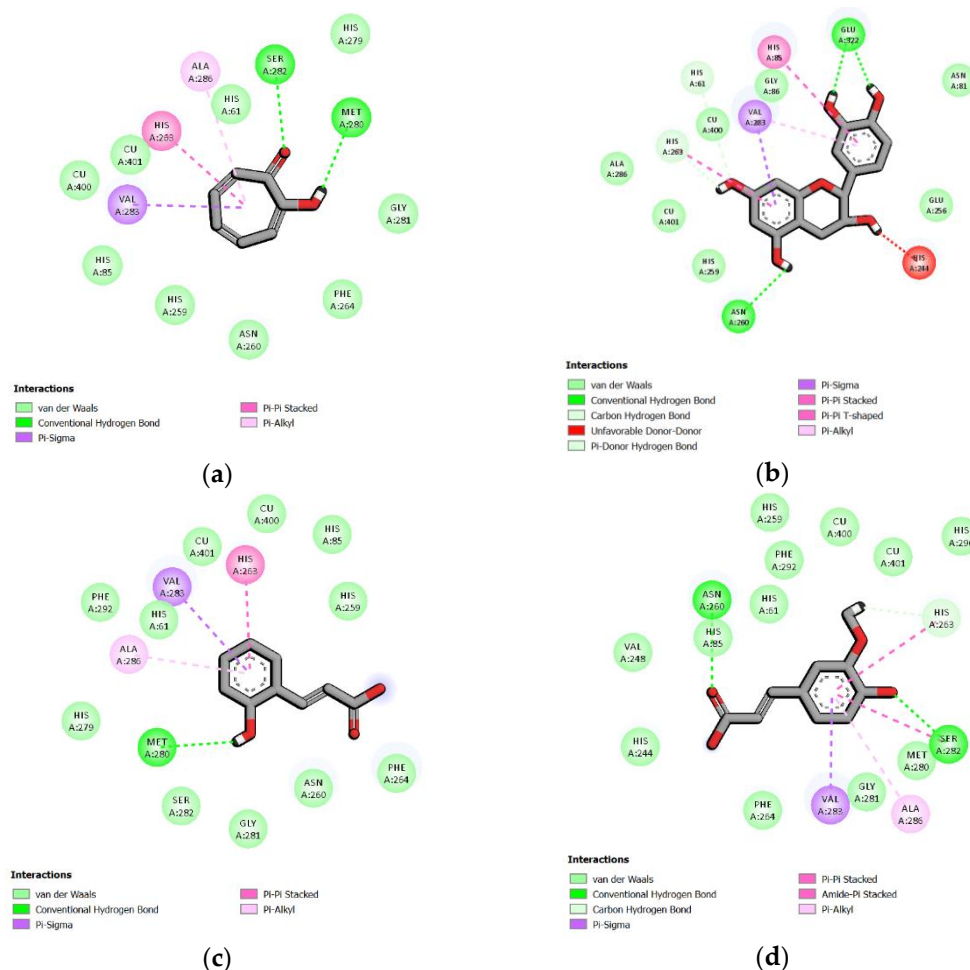 HIS
A:279
SER
A:282
ALA
A:286
HIS
A:61
MET
A:280
HIS
A:263
CU
A:401
CU
A:400
VAL
A:283
GLY
A:281
HIS
A:85
HIS
A:259
PHE
A:264
ASN
A:260
Interactions
van der Waals
Conventional Hydrogen Bond
Pi-Sigma
Pi-Pi Stacked
Pi-Alkyl
(a)
GLU
A:322
HIS
A:85
HIS
A:61
GLY
A:86
ASN
A:81
CU
A:400
VAL
A:283
HIS
A:263
ALA
A:286
CU
A:401
GLU
A:256
HIS
A:259
HIS
A:244
ASN
A:260
Interactions
van der Waals
Conventional Hydrogen Bond
Carbon Hydrogen Bond
Unfavorable Donor-Donor
Pi-Donor Hydrogen Bond
Pi-Sigma
Pi-Pi Stacked
Pi-Pi T-shaped
Pi-Alkyl
(b)
CU
A:400
HIS
A:85
CU
A:401
HIS
A:263
VAL
A:283
PHE
A:292
HIS
A:61
HIS
A:259
ALA
A:286
HIS
A:279
MET
A:280
PHE
A:264
ASN
A:260
SER
A:282
GLY
A:281
Interactions
van der Waals
Conventional Hydrogen Bond
Pi-Sigma
Pi-Pi Stacked
Pi-Alkyl
(c)
HIS
A:259
CU
A:400
HIS
A:296
PHE
A:292
CU
A:401
ASN
A:260
HIS
A:61
HIS
A:263
HIS
A:85
VAL
A:248
HIS
A:244
SER
A:282
MET
A:280
GLY
A:281
PHE
A:264
VAL
A:283
ALA
A:286
Interactions
van der Waals
Conventional Hydrogen Bond
Carbon Hydrogen Bond
Pi-Sigma
Pi-Pi Stacked
Amide-Pi Stacked
Pi-Alkyl
(d)